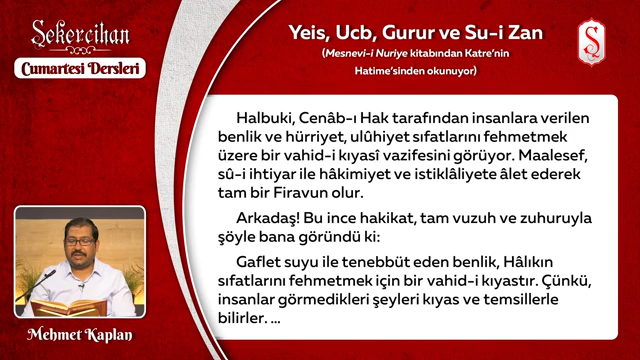 Şekercihan
Cumartesi Dersleri
Yeis, Ucb, Gurur ve Su-i Zan
(Mesnevi-i Nuriye kitabından Katre'nin
Hatime'sinden okunuyor)
Ş
Halbuki, Cenâb-ı Hak tarafından insanlara verilen
benlik ve hürriyet, ulûhiyet sıfatlarını fehmetmek
üzere bir vahid-i kıyasî vazifesini görüyor. Maalesef,
sû-i ihtiyar ile hâkimiyet ve istiklâliyete âlet ederek
tam bir Firavun olur.
Arkadaş! Bu ince hakikat, tam vuzuh ve zuhuruyla
şöyle bana göründü ki:
Gaflet suyu ile tenebbüt eden benlik, Hâlıkın
sıfatlarını fehmetmek için bir vahid-i kıyastır. Çünkü,
insanlar görmedikleri şeyleri kıyas ve temsillerle
bilirler. ...
Mehmet Kaplan